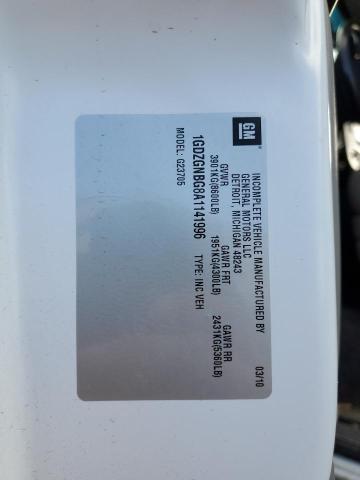 GM
INCOMPLETE VEHICLE MANUFACTURED BY
GENERAL MOTORS LLC
DETROIT, MICHIGAN 48243
03/10
GVWR GAWR FRT GAWR RR
3901KG(8600LB) 1951KG(4300LB) 2431KG(5360LB)
1GDZGNBG8A1141996 TYPE: INC VEH
MODEL: G23705